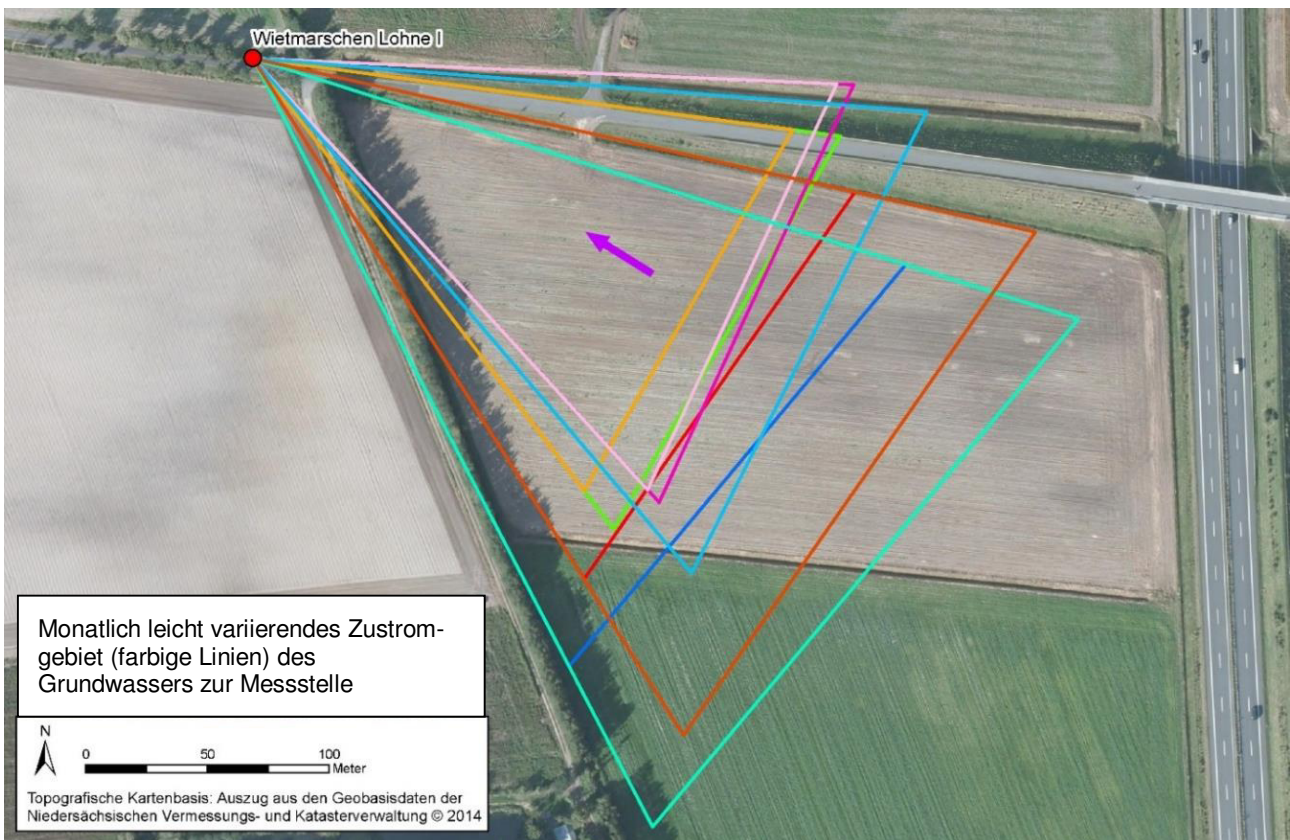 Wietmarschen Lohne I
Monatlich leicht variierendes Zustrom-
gebiet (farbige Linien) des
Grundwassers zur Messstelle
N
0 50 100
Meter
Topografische Kartenbasis: Auszug aus den Geobasisdaten der
Niedersächsischen Vermessungs- und Katasterverwaltung © 2014